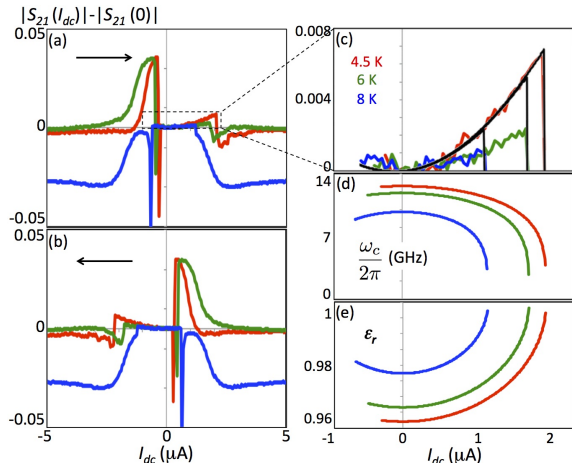 |S21(Idc)|-|S21(0)|
0.05
(a)
0
-0.05
0.05
(b)
0
-0.05
-5 0 5
Idc (μA)
0.008
(c)
4.5 K
6 K
8 K
0.004
0
14
(d)
7
ωc/2π (GHz)
0
1
(e)
εr
0.98
0.96
0 1 2
Idc (μA)